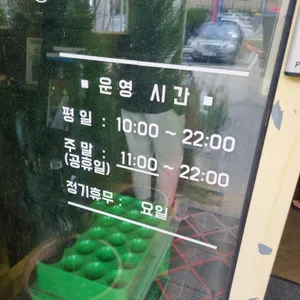 ■ 운영 시간 ■
평 일 : 10:00 ~ 22:00
주 말 : 11:00 ~ 22:00
(공휴일)
정기휴무 : 요일